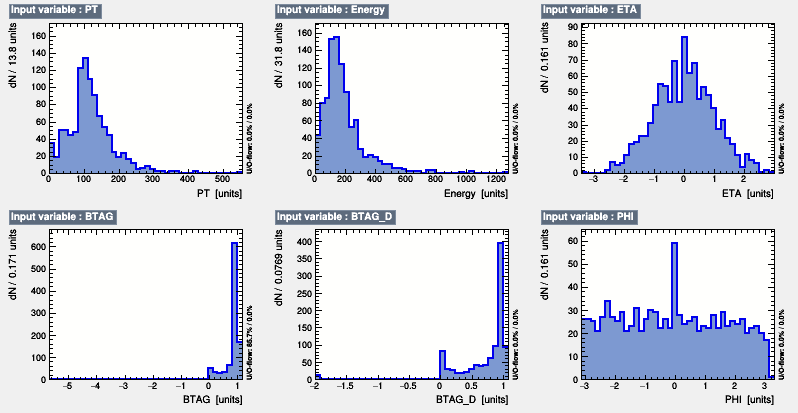 Input variable : PT
Input variable : Energy
Input variable : ETA
dN / 13.8 units
160
140
120
100
80
60
40
20
0
0 100 200 300 400 500
PT [units]
U/O-flow: 0.0% / 0.0%
dN / 31.8 units
160
140
120
100
80
60
40
20
0
0 200 400 600 800 1000 1200
Energy [units]
U/O-flow: 0.0% / 0.0%
dN / 0.161 units
90
80
70
60
50
40
30
20
10
0
−3 −2 −1 0 1 2
ETA [units]
U/O-flow: 0.0% / 0.0%
Input variable : BTAG
Input variable : BTAG_D
Input variable : PHI
dN / 0.171 units
600
500
400
300
200
100
0
−5 −4 −3 −2 −1 0 1
BTAG [units]
dN / 0.0769 units
400
350
300
250
200
150
100
50
0
−2 −1.5 −1 −0.5 0 0.5 1
BTAG_D [units]
U/O-flow: 0.0% / 0.0%
dN / 0.161 units
60
50
40
30
20
10
0
−3 −2 −1 0 1 2 3
PHI [units]
U/O-flow: 0.0% / 0.0%